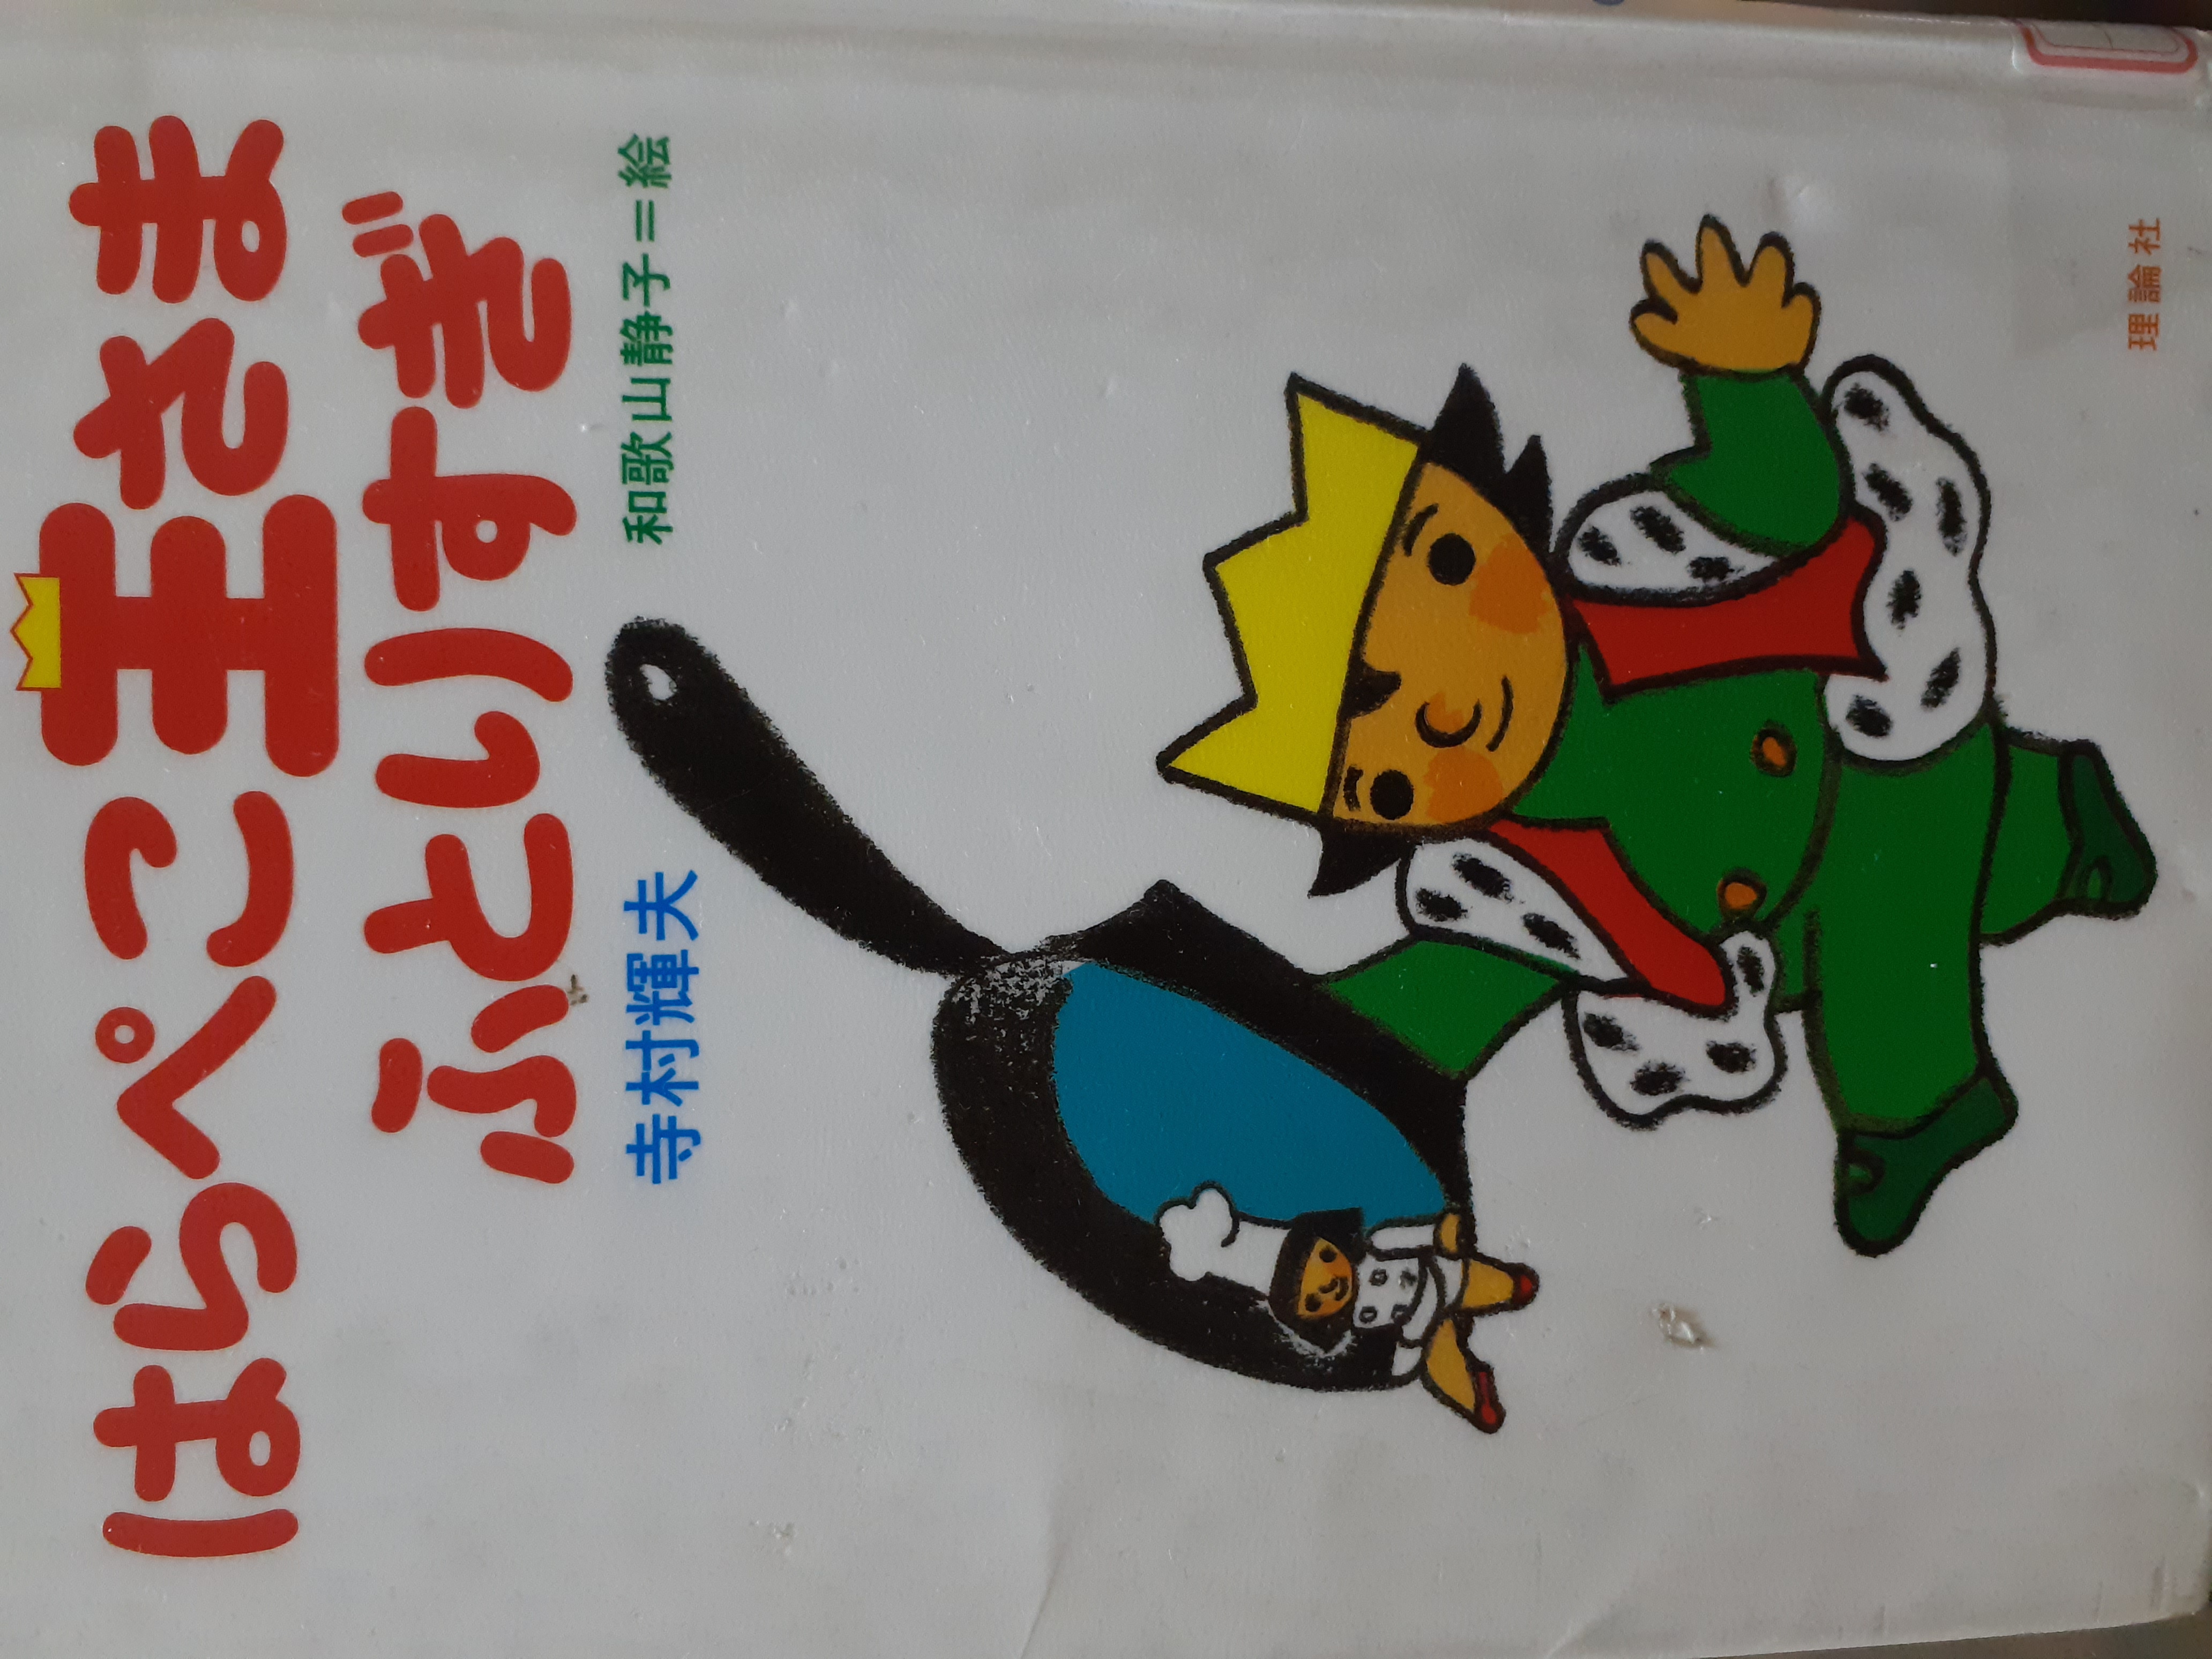 はらぺこ王さま
ふとりすぎ
寺村輝夫
和歌山静子＝絵
理論社